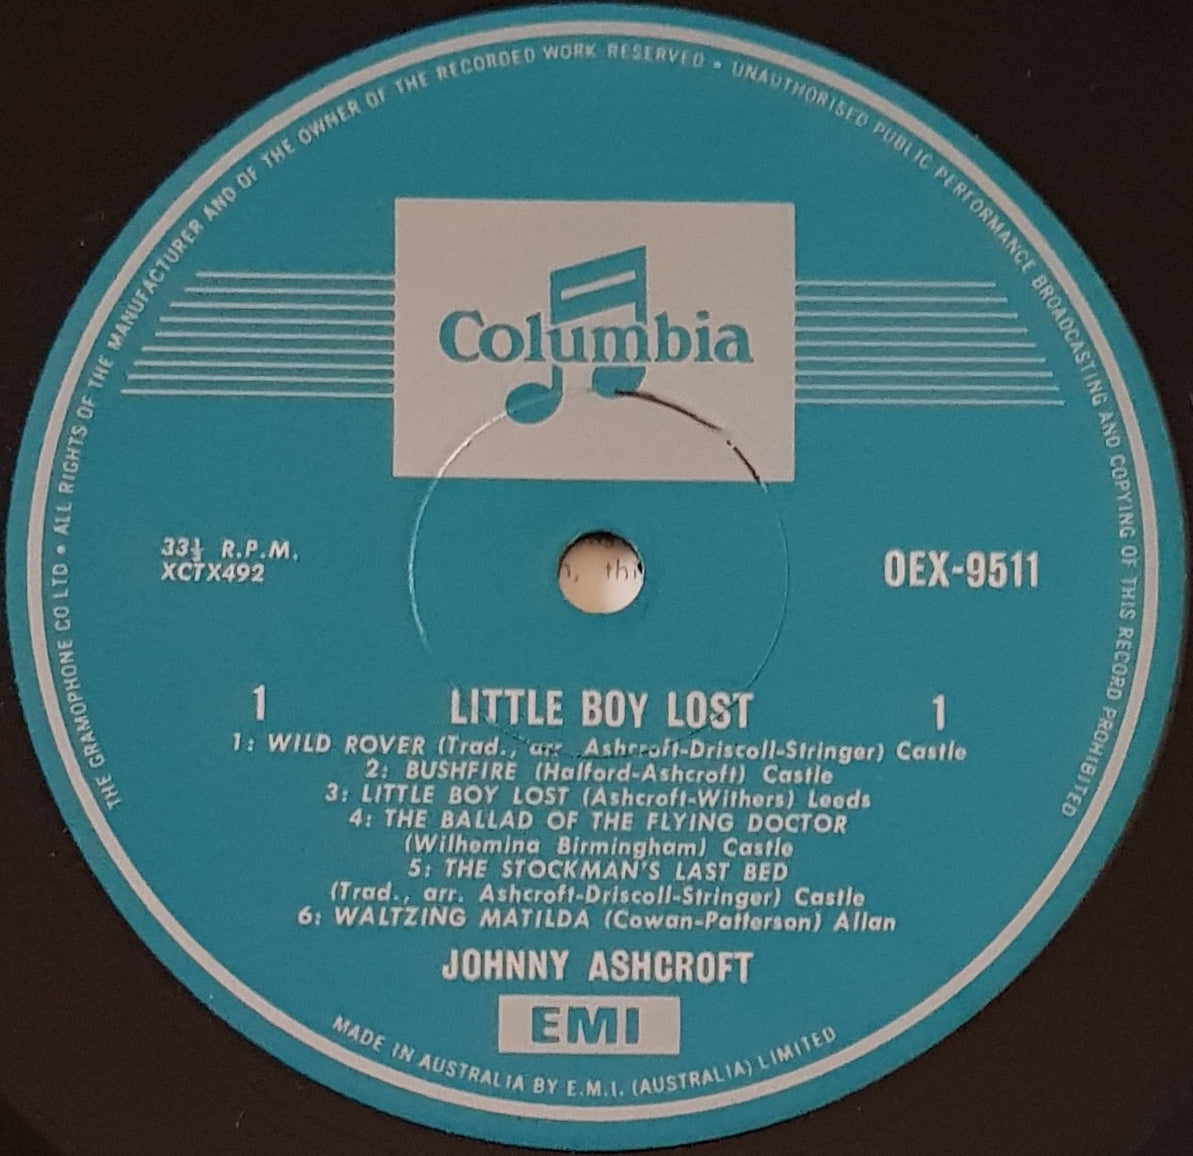 THE GRAMOPHONE CO LTD • ALL RIGHTS OF THE MANUFACTURER AND OF THE OWNER OF THE RECORDED WORK RESERVED • UNAUTHORISED PUBLIC PERFORMANCE BROADCASTING AND COPYING OF THIS RECORD PROHIBITED
Columbia
33⅓ R.P.M.
XCTX492
OEX-9511
1 LITTLE BOY LOST 1
1: WILD ROVER (Trad., arr. Ashcroft-Driscoll-Stringer) Castle
2: BUSHFIRE (Halford-Ashcroft) Castle
3: LITTLE BOY LOST (Ashcroft-Withers) Leeds
4: THE BALLAD OF THE FLYING DOCTOR
(Wilhemina Birmingham) Castle
5: THE STOCKMAN'S LAST BED
(Trad., arr. Ashcroft-Driscoll-Stringer) Castle
6: WALTZING MATILDA (Cowan-Patterson) Allan
JOHNNY ASHCROFT
EMI
MADE IN AUSTRALIA BY E.M.I. (AUSTRALIA) LIMITED